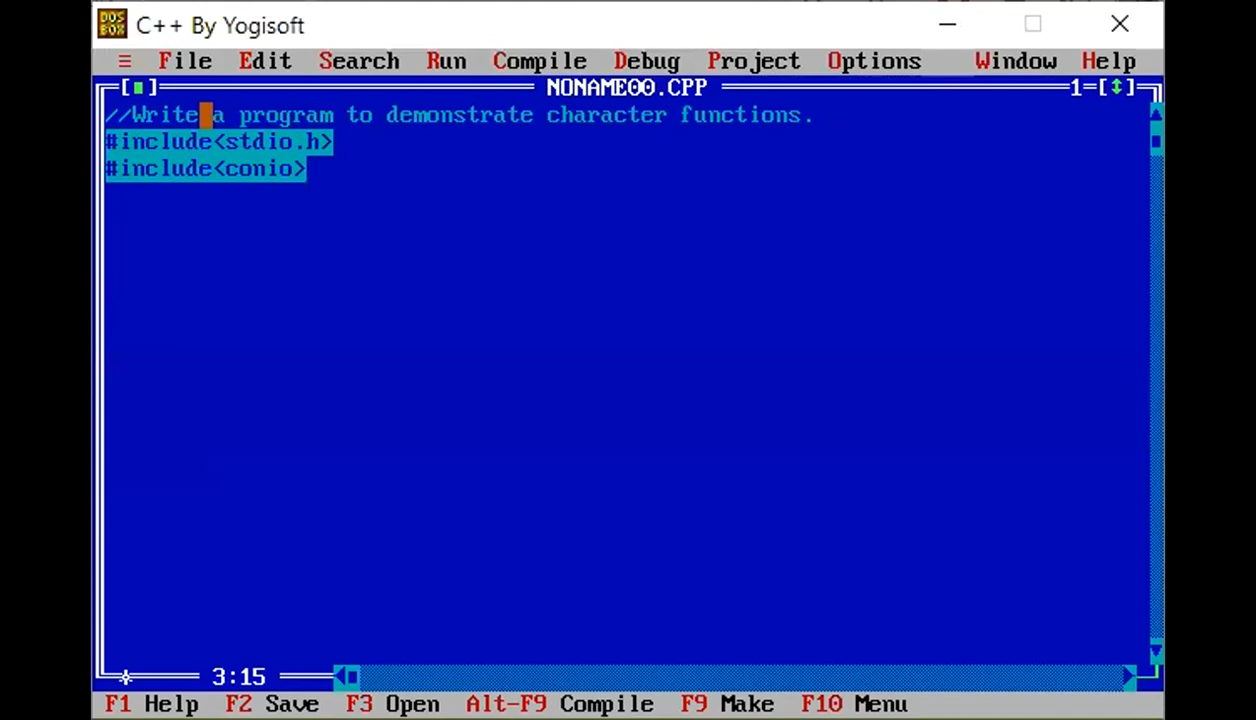 DOS BOX C++ By Yogisoft
≡ File Edit Search Run Compile Debug Project Options Window Help
[■] NONAME00.CPP 1=[↕]
//Write a program to demonstrate character functions.
#include<stdio.h>
#include<conio>
3:15
F1 Help F2 Save F3 Open Alt-F9 Compile F9 Make F10 Menu